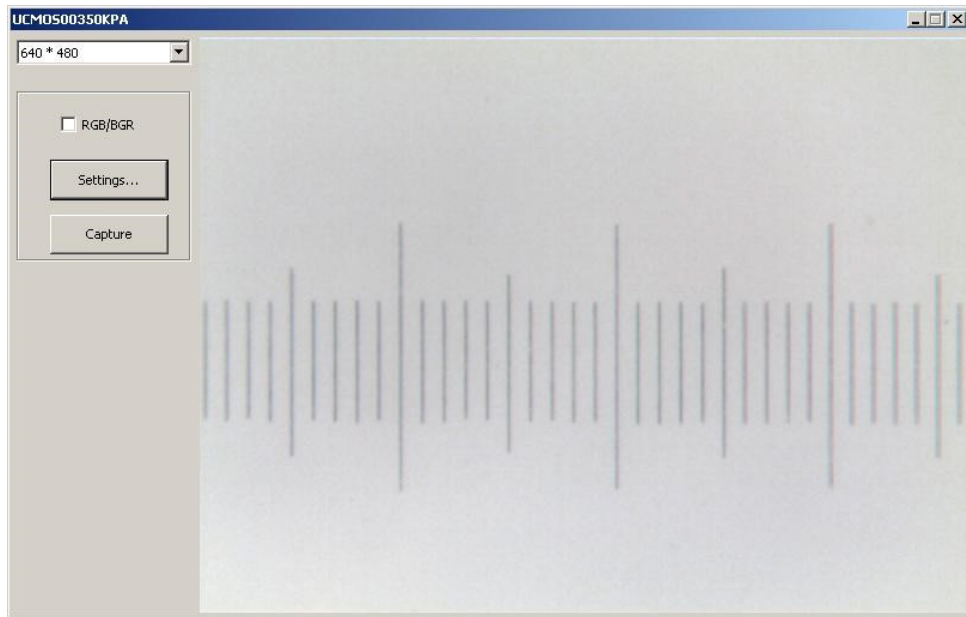 UCMOS00350KPA
640 * 480
RGB/BGR
Settings...
Capture